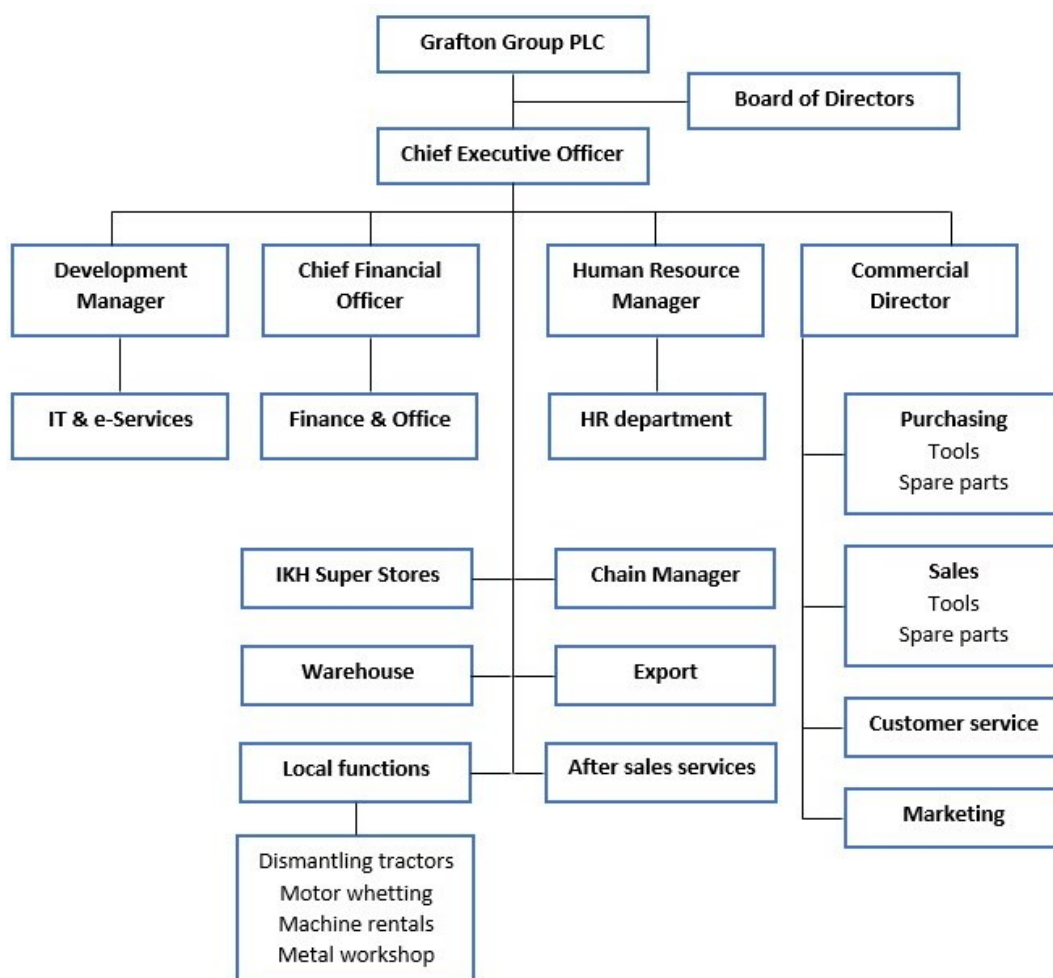 Grafton Group PLC
Board of Directors
Chief Executive Officer
Development
Manager
Chief Financial
Officer
Human Resource
Manager
Commercial
Director
IT & e-Services
Finance & Office
HR department
Purchasing
Tools
Spare parts
IKH Super Stores
Chain Manager
Sales
Tools
Spare parts
Warehouse
Export
Customer service
Local functions
After sales services
Marketing
Dismantling tractors
Motor whetting
Machine rentals
Metal workshop